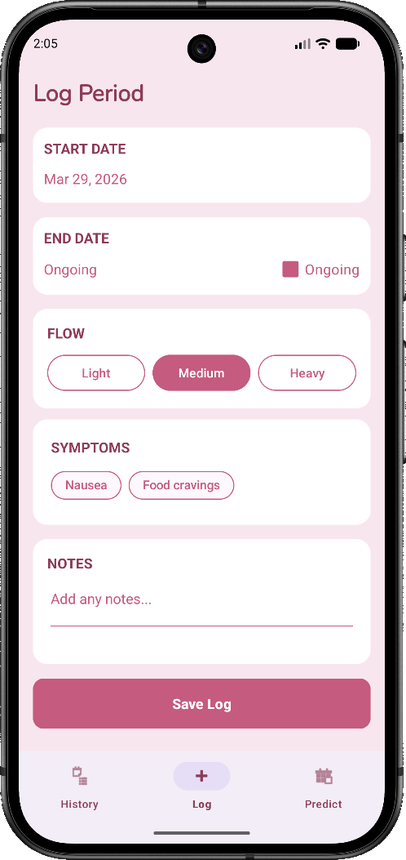 2:05
Log Period
START DATE
Mar 29, 2026
END DATE
Ongoing Ongoing
FLOW
Light Medium Heavy
SYMPTOMS
Nausea Food cravings
NOTES
Add any notes...
Save Log
History Log Predict